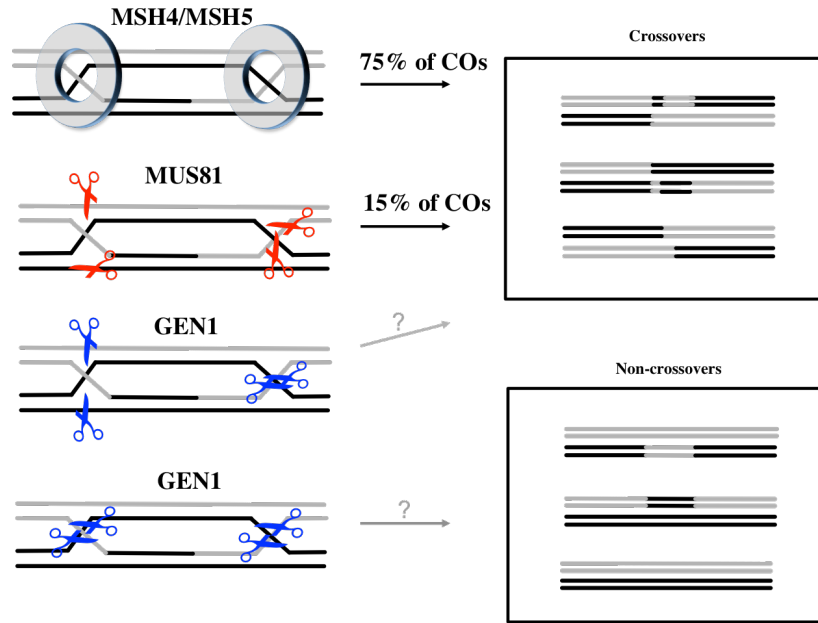 MSH4/MSH5
75% of COs
Crossovers
MUS81
15% of COs
GEN1
?
Non-crossovers
GEN1
?